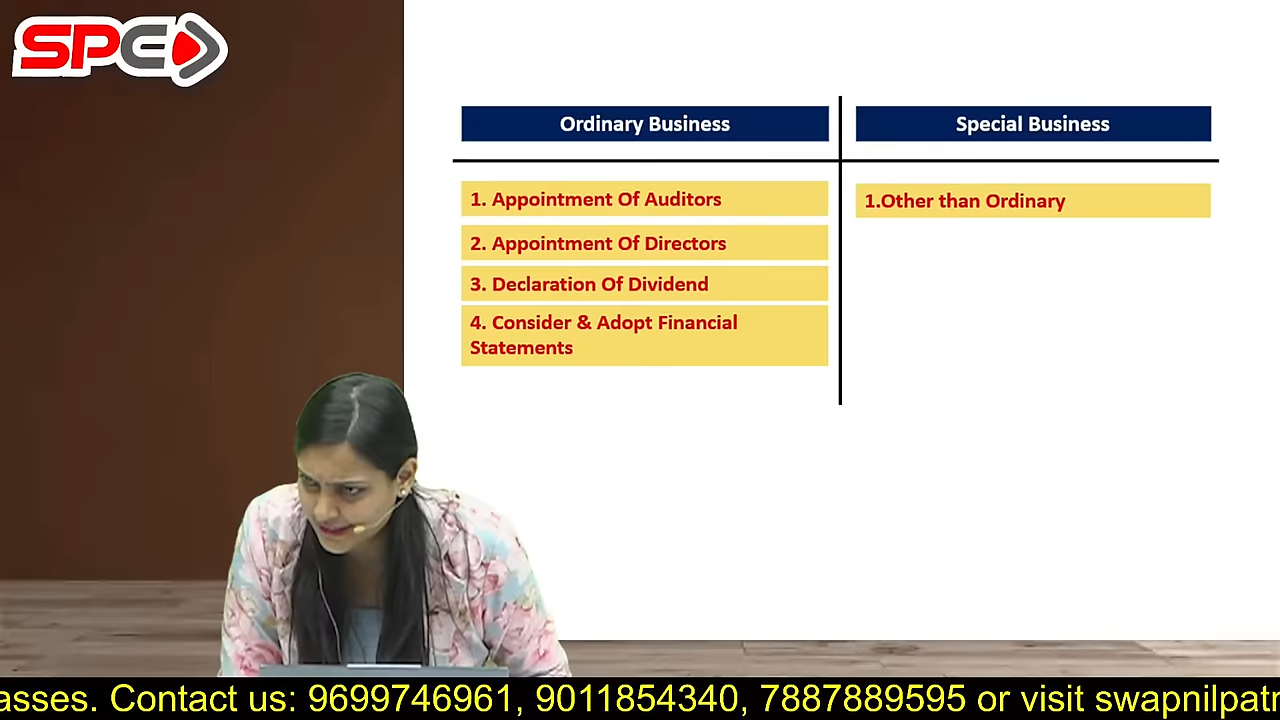 SPC
Ordinary Business
Special Business
1. Appointment Of Auditors
1.Other than Ordinary
2. Appointment Of Directors
3. Declaration Of Dividend
4. Consider & Adopt Financial
Statements
asses. Contact us: 9699746961, 9011854340, 7887889595 or visit swapnilpatr